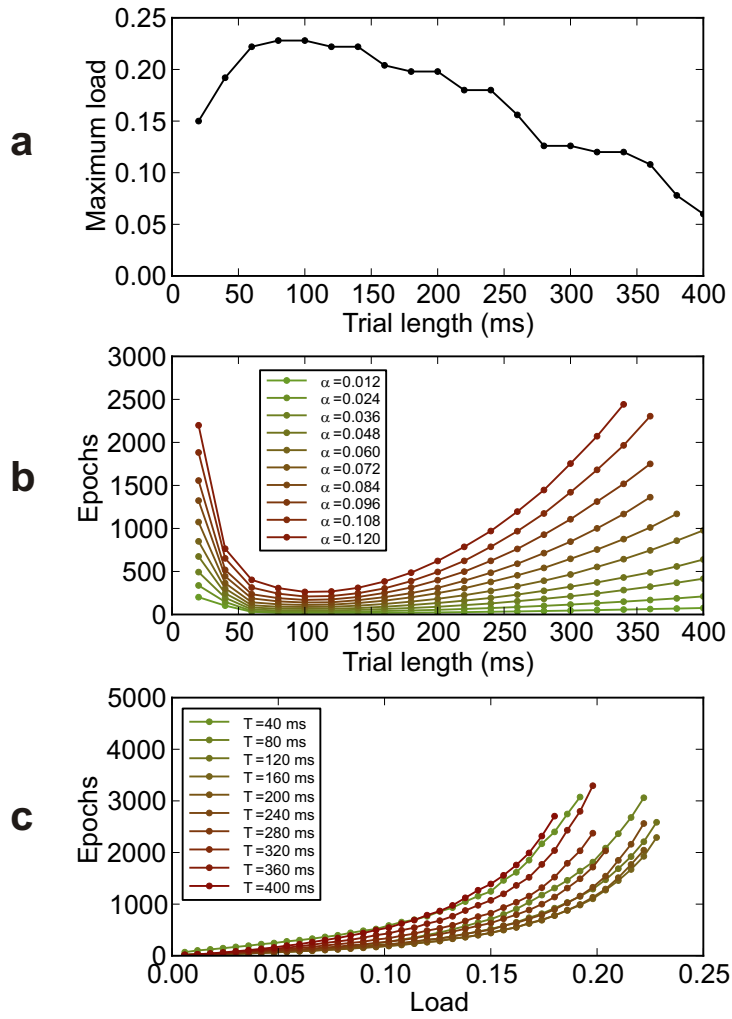 a
Maximum load
0.25
0.20
0.15
0.10
0.05
0.00
0 50 100 150 200 250 300 350 400
Trial length (ms)
b
Epochs
3000
2500
2000
1500
1000
500
0
α=0.012
α=0.024
α=0.036
α=0.048
α=0.060
α=0.072
α=0.084
α=0.096
α=0.108
α=0.120
0 50 100 150 200 250 300 350 400
Trial length (ms)
c
Epochs
5000
4000
3000
2000
1000
0
T=40 ms
T=80 ms
T=120 ms
T=160 ms
T=200 ms
T=240 ms
T=280 ms
T=320 ms
T=360 ms
T=400 ms
0.00 0.05 0.10 0.15 0.20 0.25
Load